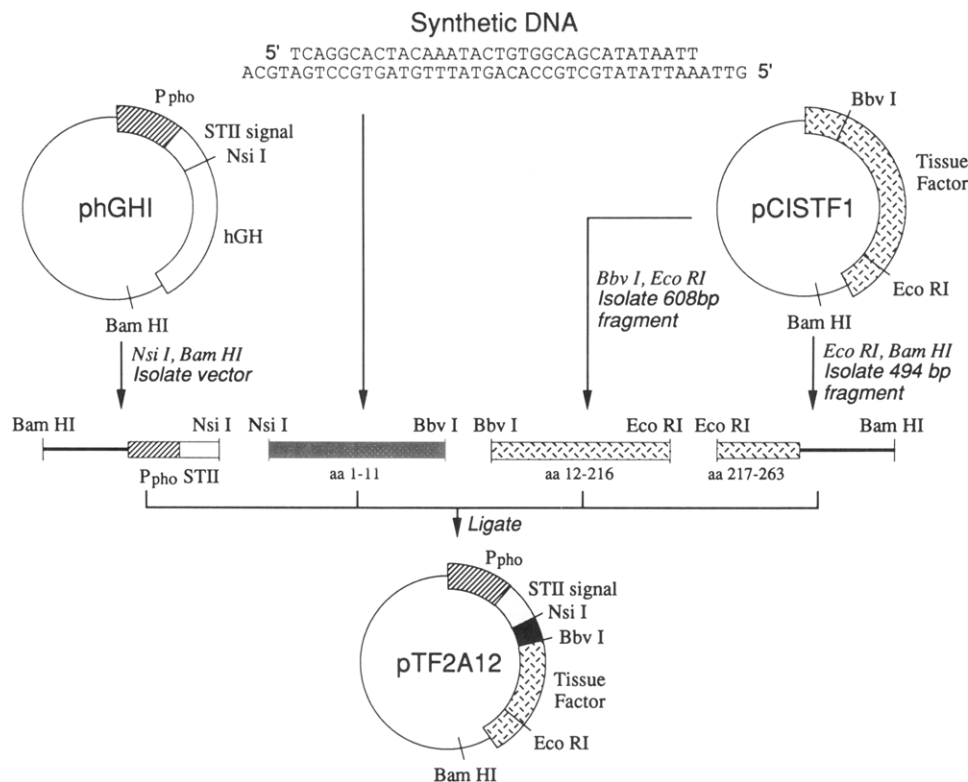 Synthetic DNA
5' TCAGGCACTACAAATACTGTGGCAGCATATAATT
ACGTAGTCCGTGATGTTTATGACACCGTCGTATATTAAATTG 5'
Ppho
STII signal
Nsi I
phGHI
hGH
Bam HI
Bbv I
Tissue
Factor
pCISTF1
Eco RI
Bam HI
Nsi I, Bam HI
Isolate vector
Bbv I, Eco RI
Isolate 608bp
fragment
Eco RI, Bam HI
Isolate 494 bp
fragment
Bam HI Nsi I Nsi I Bbv I Bbv I Eco RI Eco RI Bam HI
Ppho STII aa 1-11 aa 12-216 aa 217-263
Ligate
Ppho
STII signal
Nsi I
Bbv I
pTF2A12
Tissue
Factor
Eco RI
Bam HI